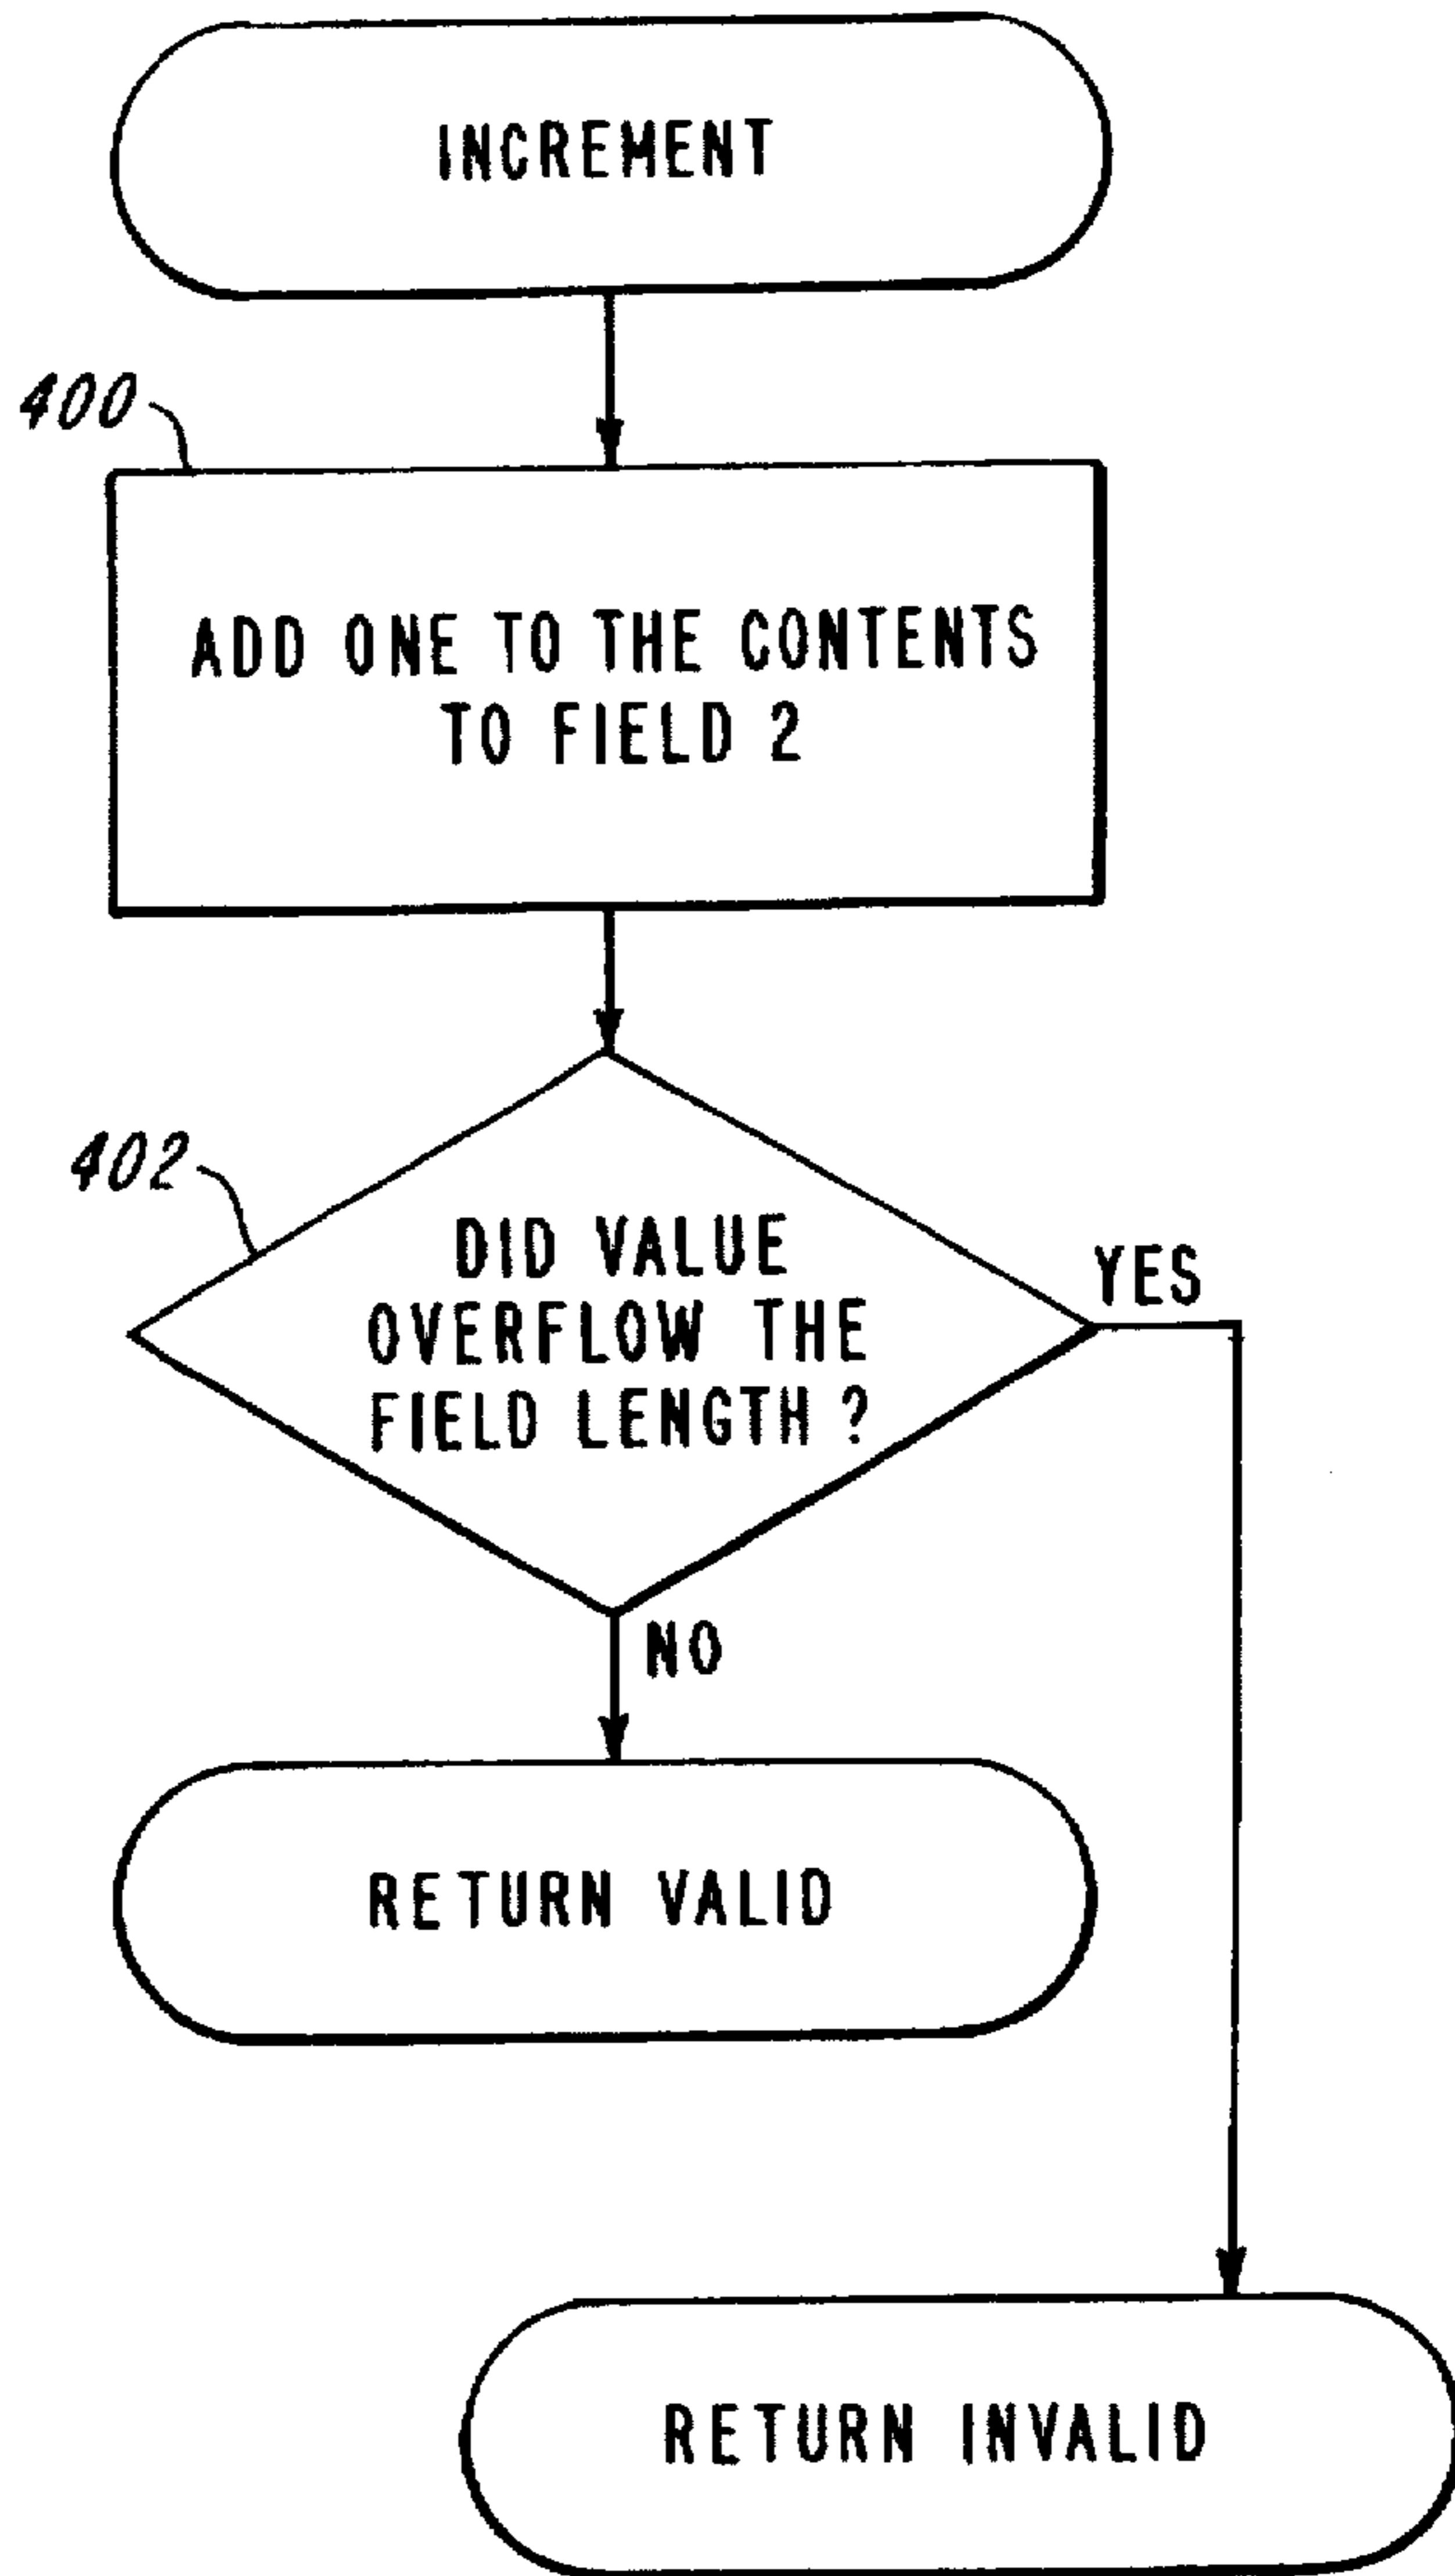 INCREMENT
400
ADD ONE TO THE CONTENTS
TO FIELD 2
402
DID VALUE
OVERFLOW THE
FIELD LENGTH ?
YES
NO
RETURN VALID
RETURN INVALID